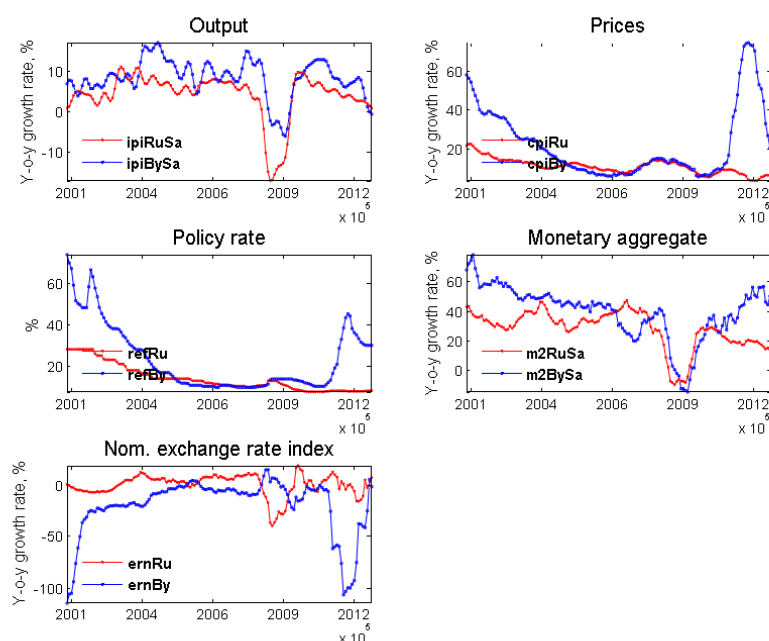 Output
Y-o-y growth rate, %
10
0
-10
ipiRuSa
ipiBySa
2001 2004 2006 2009 2012
x 10^5
Prices
Y-o-y growth rate, %
60
40
20
cpiRu
cpiBy
2001 2004 2006 2009 2012
x 10^5
Policy rate
%
60
40
20
refRu
refBy
2001 2004 2006 2009 2012
x 10^5
Monetary aggregate
Y-o-y growth rate, %
60
40
20
0
m2RuSa
m2BySa
2001 2004 2006 2009 2012
x 10^5
Nom. exchange rate index
Y-o-y growth rate, %
0
-50
-100
ernRu
ernBy
2001 2004 2006 2009 2012
x 10^5